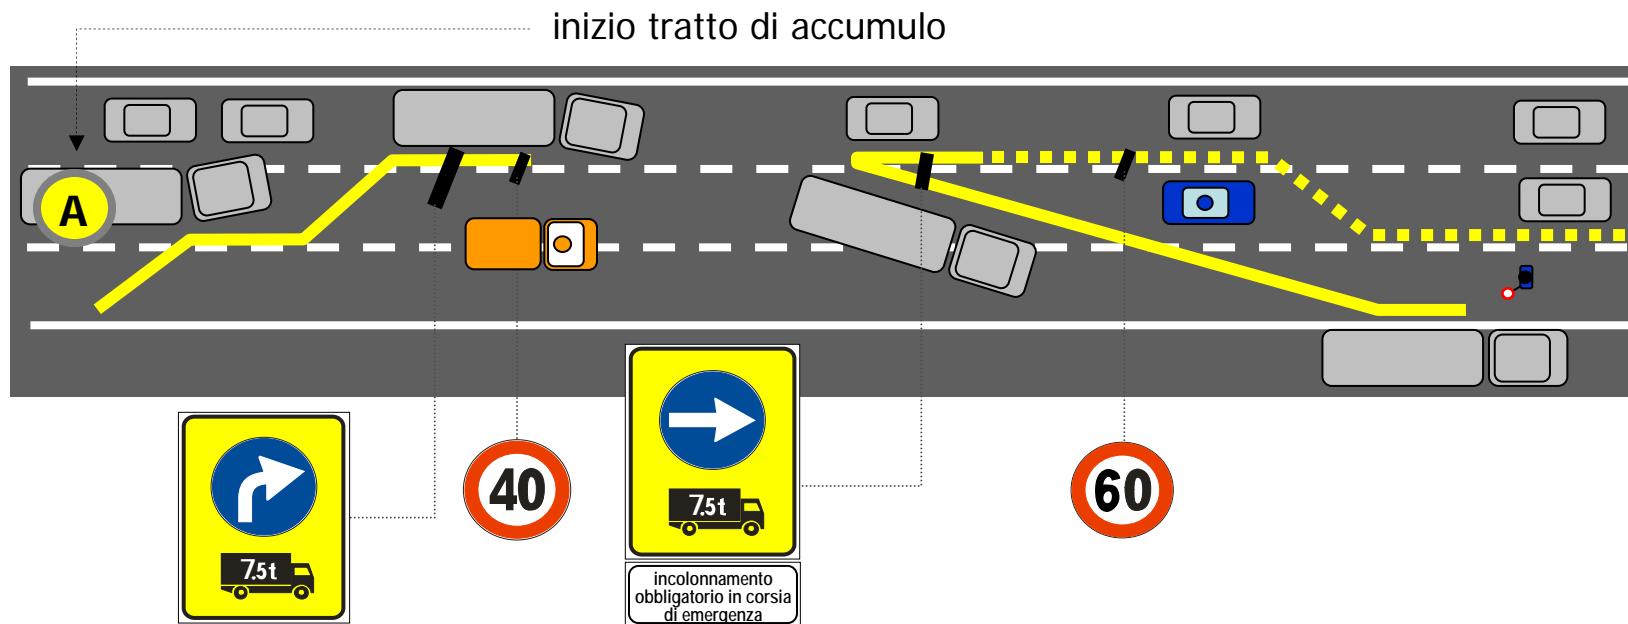 inizio tratto di accumulo
A
7.5t
40
7.5t
incolonnamento
obbligatorio in corsia
di emergenza
60